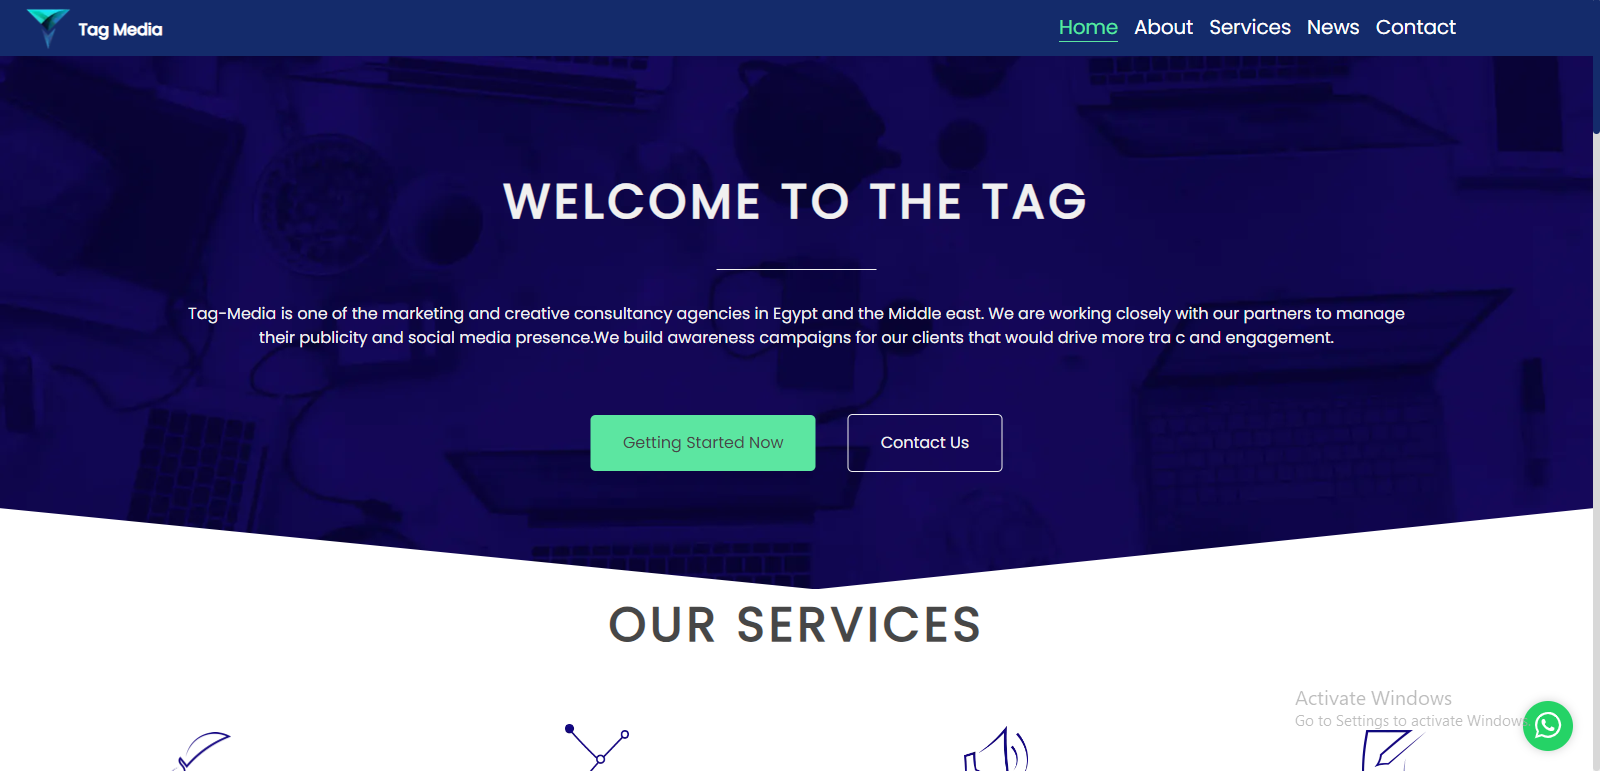 Tag Media
Home About Services News Contact
WELCOME TO THE TAG
Tag-Media is one of the marketing and creative consultancy agencies in Egypt and the Middle east. We are working closely with our partners to manage
their publicity and social media presence.We build awareness campaigns for our clients that would drive more tra c and engagement.
Getting Started Now
Contact Us
OUR SERVICES
Activate Windows
Go to Settings to activate Windows.